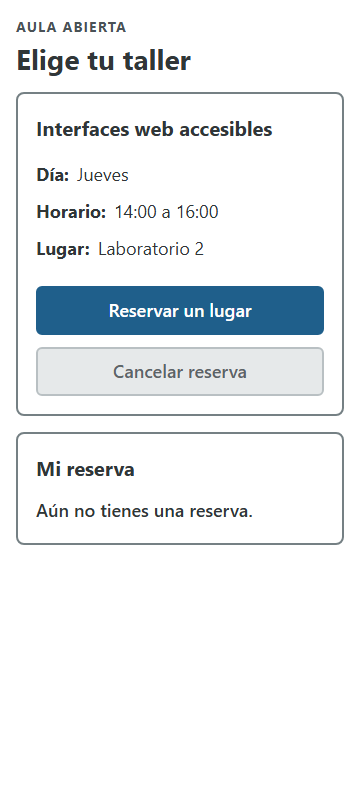 AULA ABIERTA
Elige tu taller
Interfaces web accesibles
Día: Jueves
Horario: 14:00 a 16:00
Lugar: Laboratorio 2
Reservar un lugar
Cancelar reserva
Mi reserva
Aún no tienes una reserva.